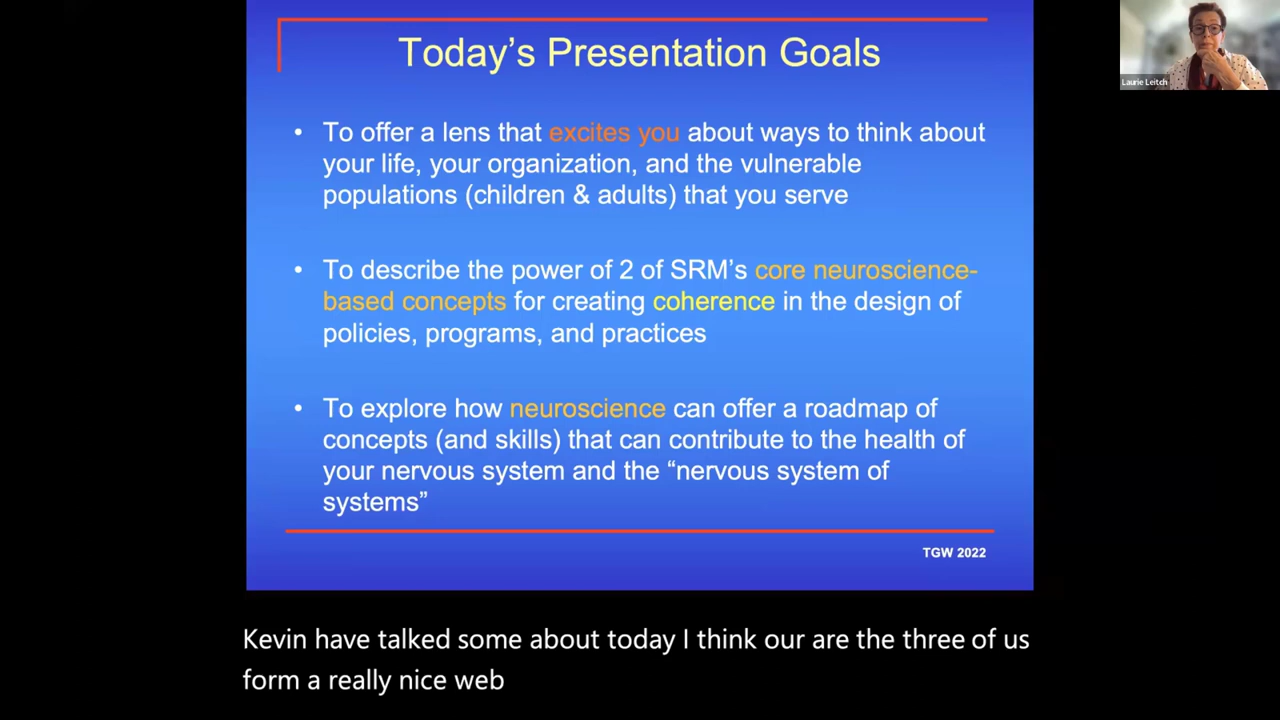 Today’s Presentation Goals
Laurie Leitch
• To offer a lens that excites you about ways to think about
your life, your organization, and the vulnerable
populations (children & adults) that you serve
• To describe the power of 2 of SRM’s core neuroscience-
based concepts for creating coherence in the design of
policies, programs, and practices
• To explore how neuroscience can offer a roadmap of
concepts (and skills) that can contribute to the health of
your nervous system and the “nervous system of
systems”
TGW 2022
Kevin have talked some about today I think our are the three of us
form a really nice web